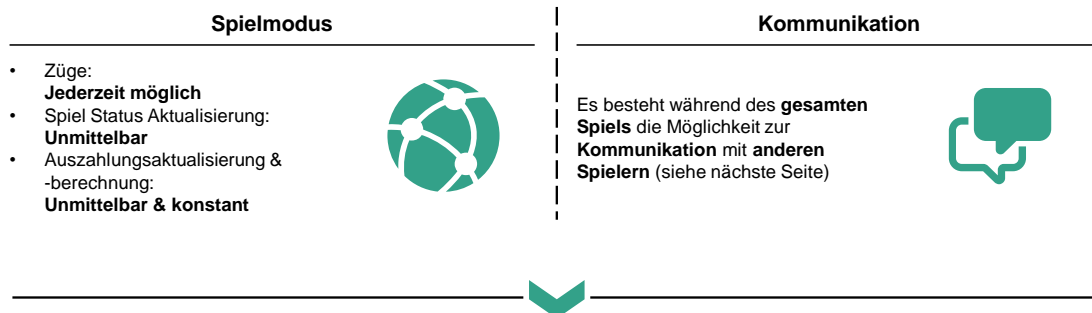 Spielmodus
• Züge:
Jederzeit möglich
• Spiel Status Aktualisierung:
Unmittelbar
• Auszahlungsaktualisierung &
-berechnung:
Unmittelbar & konstant
Kommunikation
Es besteht während des gesamten
Spiels die Möglichkeit zur
Kommunikation mit anderen
Spielern (siehe nächste Seite)